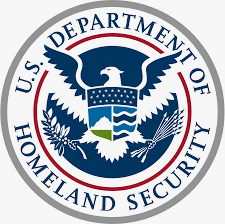 U.S. DEPARTMENT OF
HOMELAND SECURITY